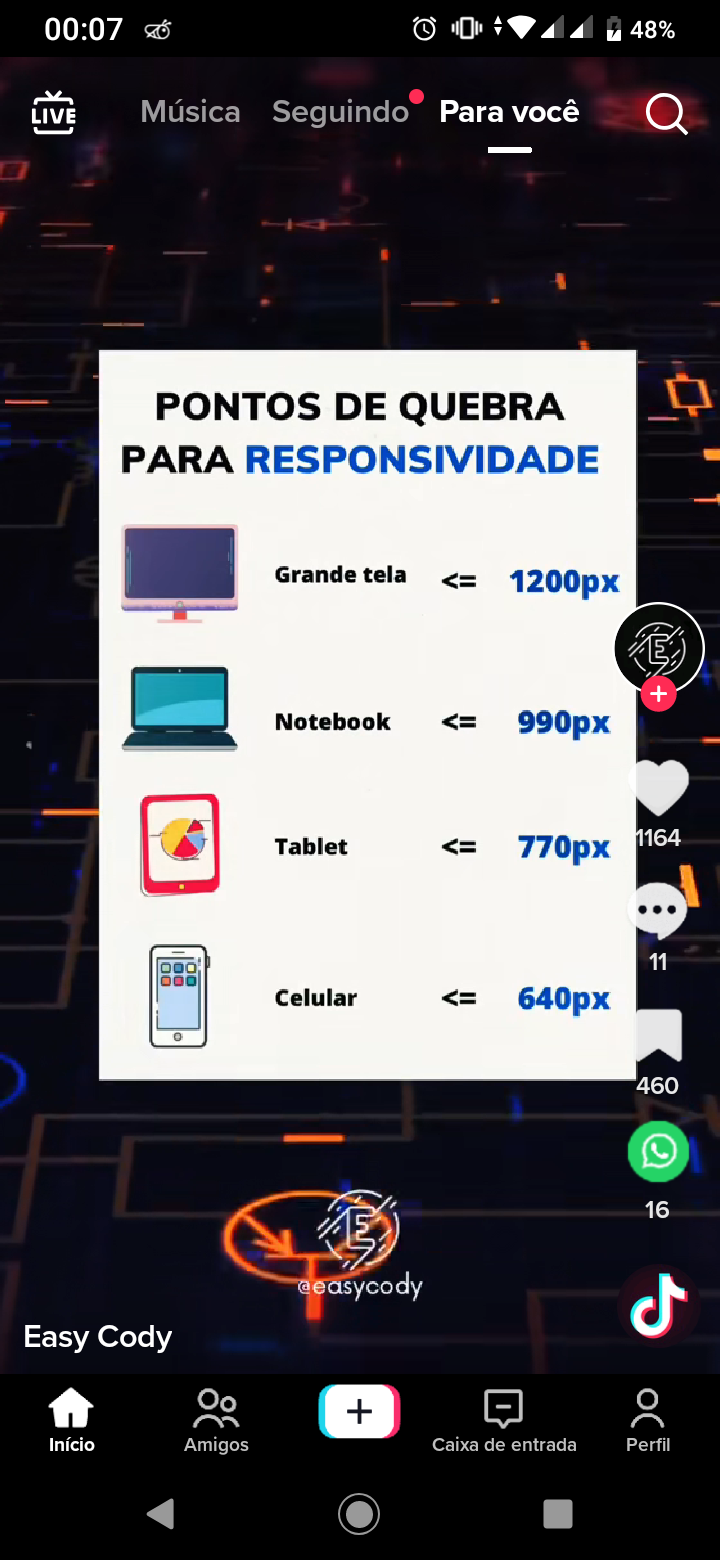 00:07
48%
LIVE
Música
Seguindo
Para você
PONTOS DE QUEBRA
PARA RESPONSIVIDADE
Grande tela <= 1200px
Notebook <= 990px
Tablet <= 770px
1164
11
Celular <= 640px
460
16
@easycody
Easy Cody
Início
Amigos
Caixa de entrada
Perfil